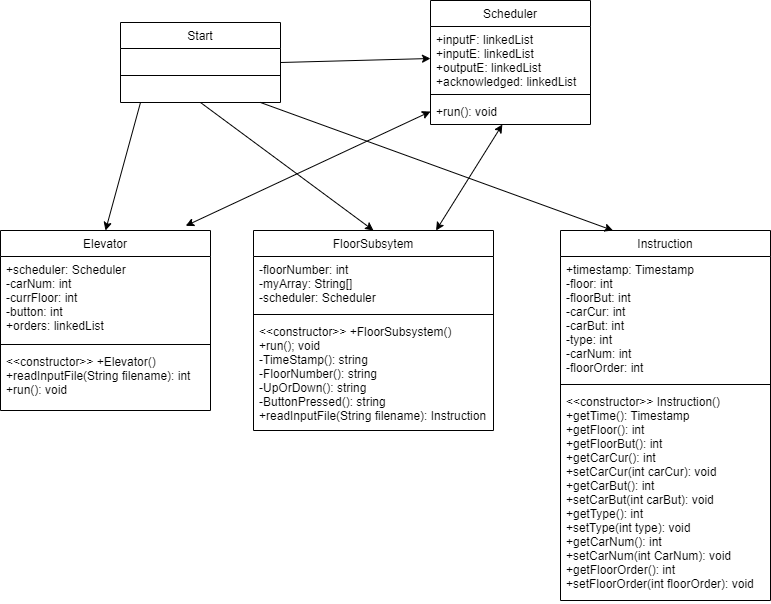 Start
Scheduler
+inputF: linkedList
+inputE: linkedList
+outputE: linkedList
+acknowledged: linkedList
+run(): void
Elevator
+scheduler: Scheduler
-carNum: int
-currFloor: int
-button: int
+orders: linkedList
<<constructor>> +Elevator()
+readInputFile(String filename): int
+run(): void
FloorSubsytem
-floorNumber: int
-myArray: String[]
-scheduler: Scheduler
<<constructor>> +FloorSubsystem()
+run(); void
-TimeStamp(): string
-FloorNumber(): string
-UpOrDown(): string
-ButtonPressed(): string
+readInputFile(String filename): Instruction
Instruction
+timestamp: Timestamp
-floor: int
-floorBut: int
-carCur: int
-carBut: int
-type: int
-carNum: int
-floorOrder: int
<<constructor>> Instruction()
+getTime(): Timestamp
+getFloor(): int
+getFloorBut(): int
+getCarCur(): int
+setCarCur(int carCur): void
+getCarBut(): int
+setCarBut(int carBut): void
+getType(): int
+setType(int type): void
+getCarNum(): int
+setCarNum(int CarNum): void
+getFloorOrder(): int
+setFloorOrder(int floorOrder): void